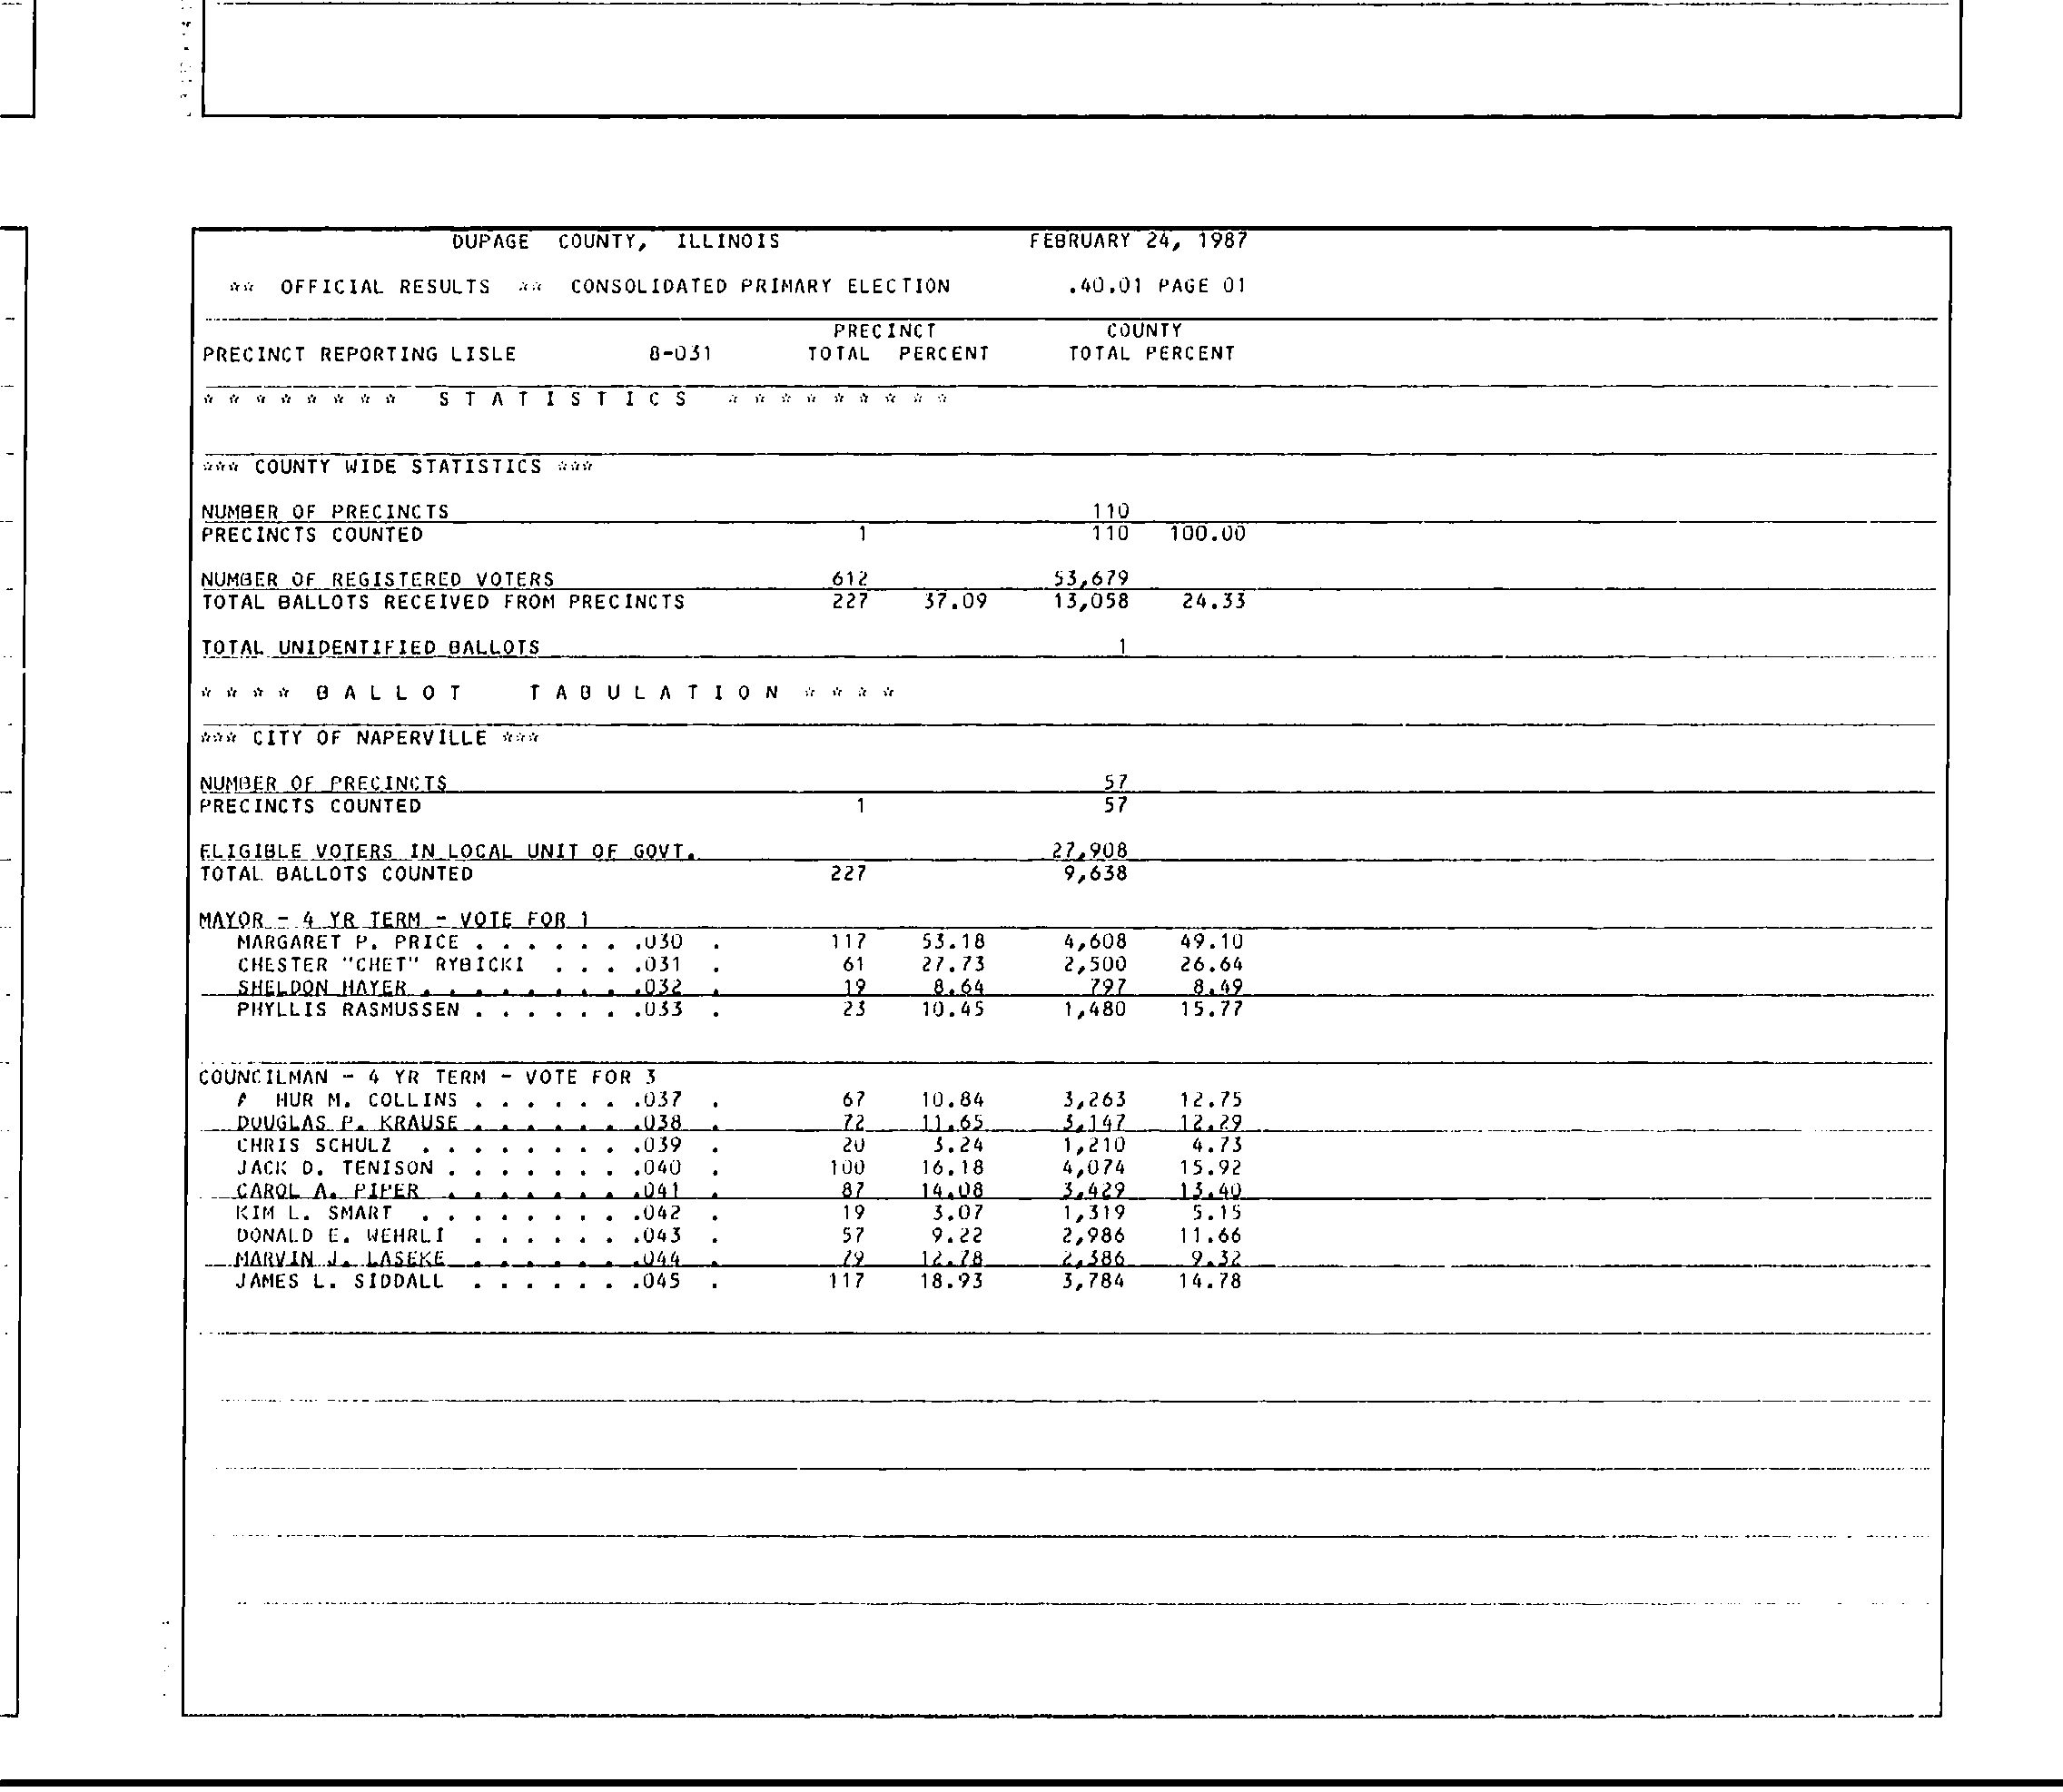 DUPAGE COUNTY, ILLINOIS FEBRUARY 24, 1987
** OFFICIAL RESULTS ** CONSOLIDATED PRIMARY ELECTION .40.01 PAGE 01
PRECINCT COUNTY
PRECINCT REPORTING LISLE 8-031 TOTAL PERCENT TOTAL PERCENT
* * * * * * * * S T A T I S T I C S * * * * * * * * *
*** COUNTY WIDE STATISTICS ***
NUMBER OF PRECINCTS 110
PRECINCTS COUNTED 1 110 100.00
NUMBER OF REGISTERED VOTERS 612 53,679
TOTAL BALLOTS RECEIVED FROM PRECINCTS 227 37.09 13,058 24.33
TOTAL UNIDENTIFIED BALLOTS 1
* * * * B A L L O T T A B U L A T I O N * * * *
*** CITY OF NAPERVILLE ***
NUMBER OF PRECINCTS 57
PRECINCTS COUNTED 1 57
ELIGIBLE VOTERS IN LOCAL UNIT OF GOVT. 27,908
TOTAL BALLOTS COUNTED 227 9,638
MAYOR - 4 YR TERM - VOTE FOR 1
MARGARET P. PRICE . . . . . . .030 . 117 53.18 4,608 49.10
CHESTER "CHET" RYBICKI . . . .031 . 61 27.73 2,500 26.64
SHELDON HAYER . . . . . . . . .032 . 19 8.64 797 8.49
PHYLLIS RASMUSSEN . . . . . . .033 . 23 10.45 1,480 15.77
COUNCILMAN - 4 YR TERM - VOTE FOR 3
HUR M. COLLINS . . . . . . .037 . 67 10.84 3,263 12.75
DOUGLAS P. KRAUSE . . . . . . .038 . 72 11.65 3,147 12.29
CHRIS SCHULZ . . . . . . . . .039 . 20 3.24 1,210 4.73
JACK D. TENISON . . . . . . . .040 . 100 16.18 4,074 15.92
CAROL A. PIPER . . . . . . . .041 . 87 14.08 3,429 13.40
KIM L. SMART . . . . . . . . .042 . 19 3.07 1,319 5.15
DONALD E. WEHRLI . . . . . . .043 . 57 9.22 2,986 11.66
MARVIN J. LASEKE . . . . . . .044 . 79 12.78 2,386 9.32
JAMES L. SIDDALL . . . . . . .045 . 117 18.93 3,784 14.78